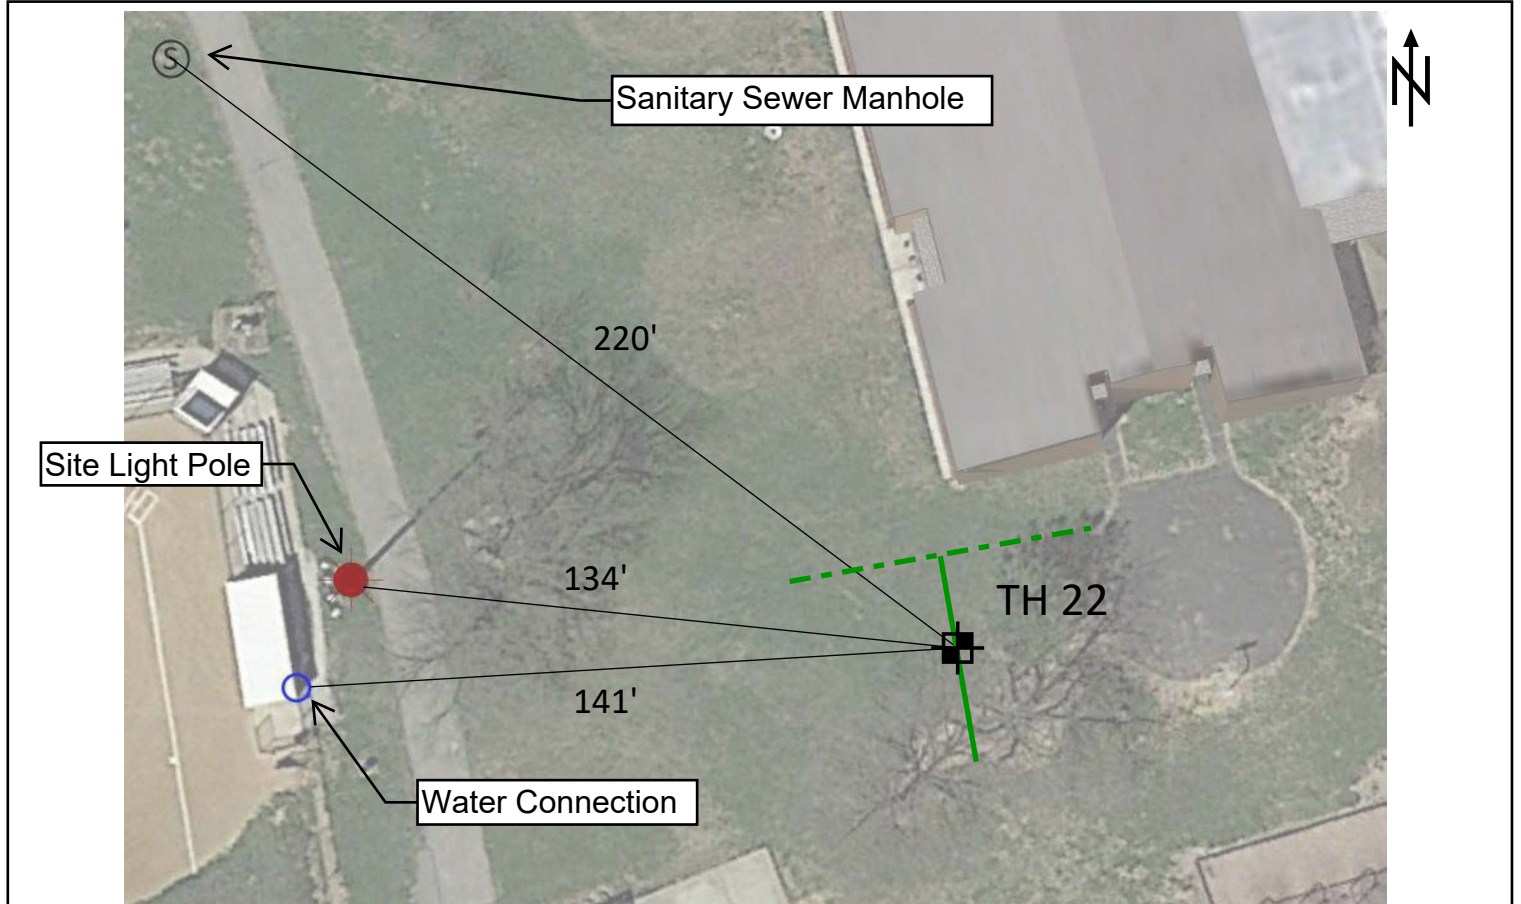 S
N
Sanitary Sewer Manhole
220'
Site Light Pole
134'
TH 22
141'
Water Connection